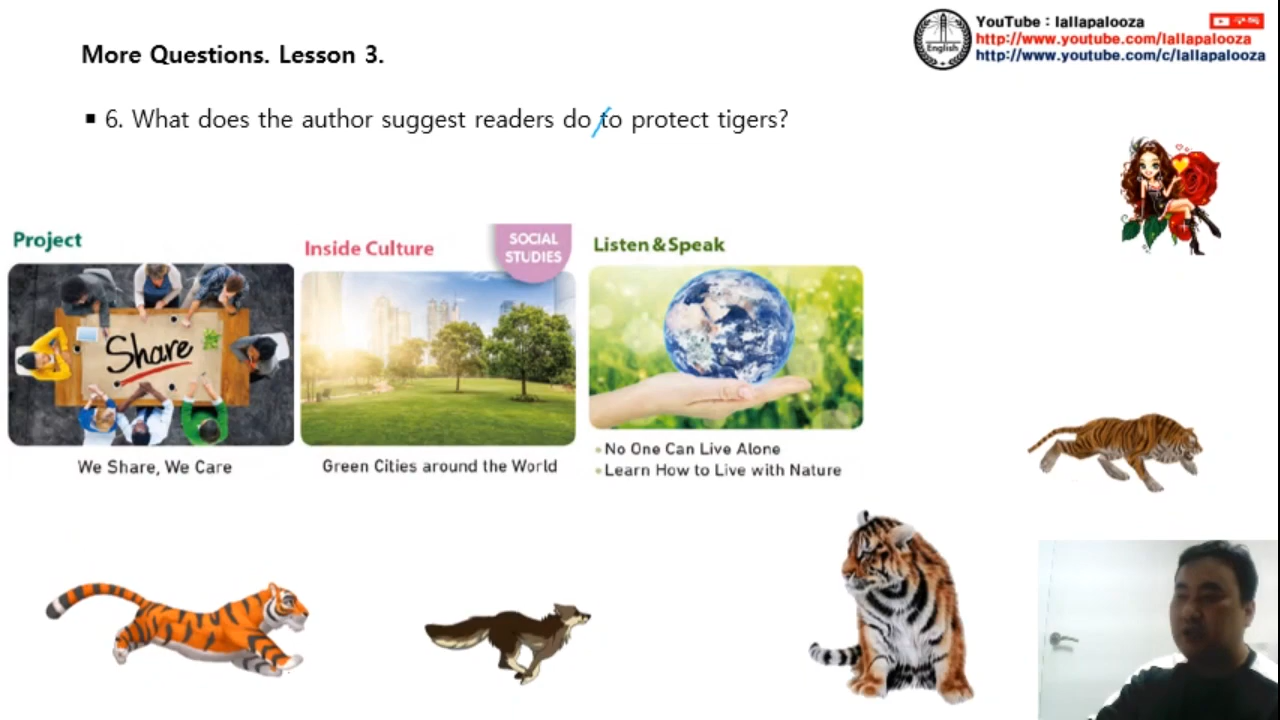 YouTube : lallapalooza
http://www.youtube.com/lallapalooza
http://www.youtube.com/c/lallapalooza
English
More Questions. Lesson 3.
6. What does the author suggest readers do to protect tigers?
Project
Inside Culture
SOCIAL
STUDIES
Listen & Speak
Share
We Share, We Care
Green Cities around the World
No One Can Live Alone
Learn How to Live with Nature